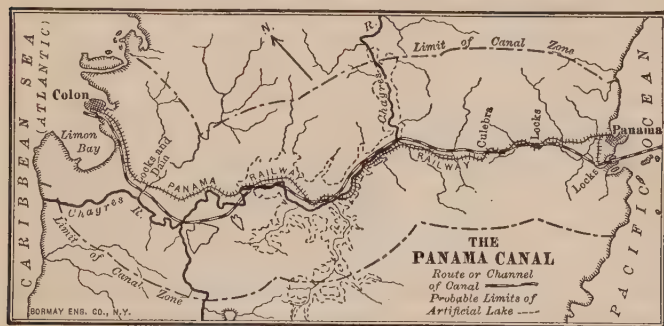 CARIBBEAN SEA
(ATLANTIC)
Colon
Limon
Bay
Locks and
Dam
Chagres R.
Limit of Canal Zone
BORMAY ENG. CO., N.Y.
PANAMA RAILWAY
N.
R.
Chagres
Limit of Canal Zone
RAILWAY
Culebra
Locks
Panama
Locks
PACIFIC OCEAN
THE
PANAMA CANAL
Route or Channel
of Canal
Probable Limits of
Artificial Lake